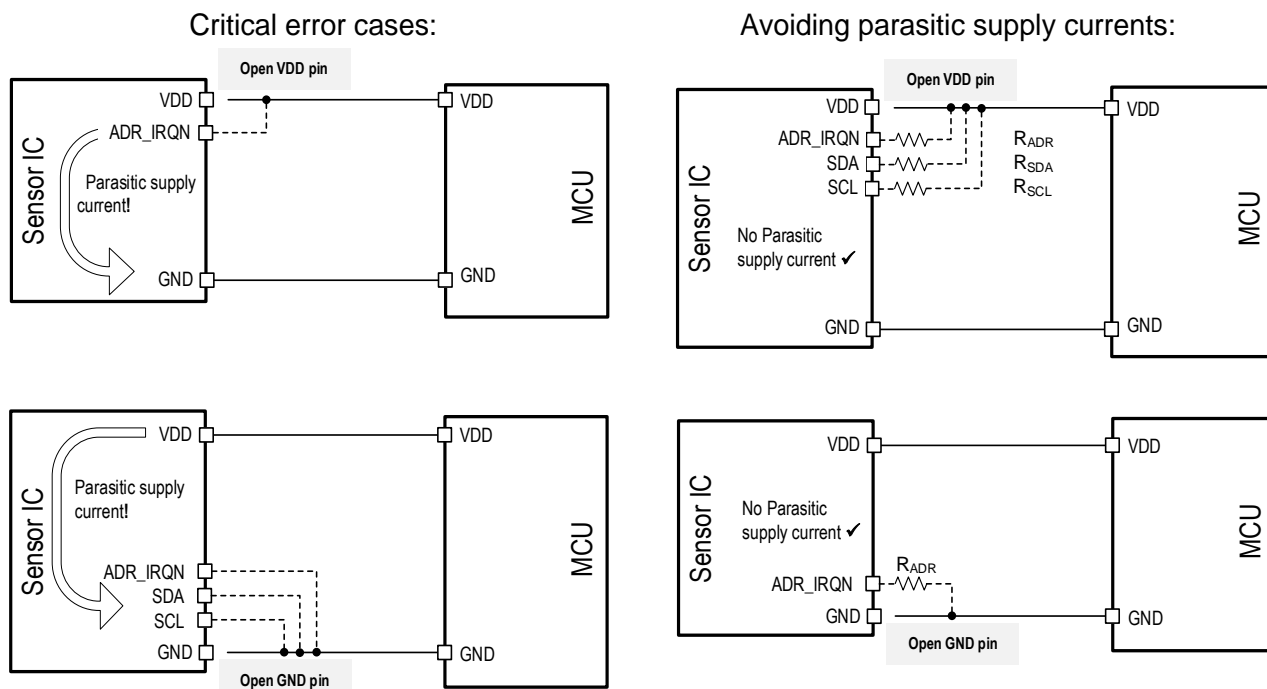 Critical error cases:
Open VDD pin
VDD
ADR_IRQN
Parasitic supply
current!
GND
Sensor IC
VDD
GND
MCU
Avoiding parasitic supply currents:
Open VDD pin
VDD
ADR_IRQN
SDA
SCL
RADR
RSDA
RSCL
No Parasitic
supply current ✓
GND
Sensor IC
VDD
GND
MCU
VDD
Parasitic supply
current!
ADR_IRQN
SDA
SCL
GND
Open GND pin
Sensor IC
VDD
GND
MCU
VDD
No Parasitic
supply current ✓
RADR
ADR_IRQN
GND
Open GND pin
Sensor IC
VDD
GND
MCU